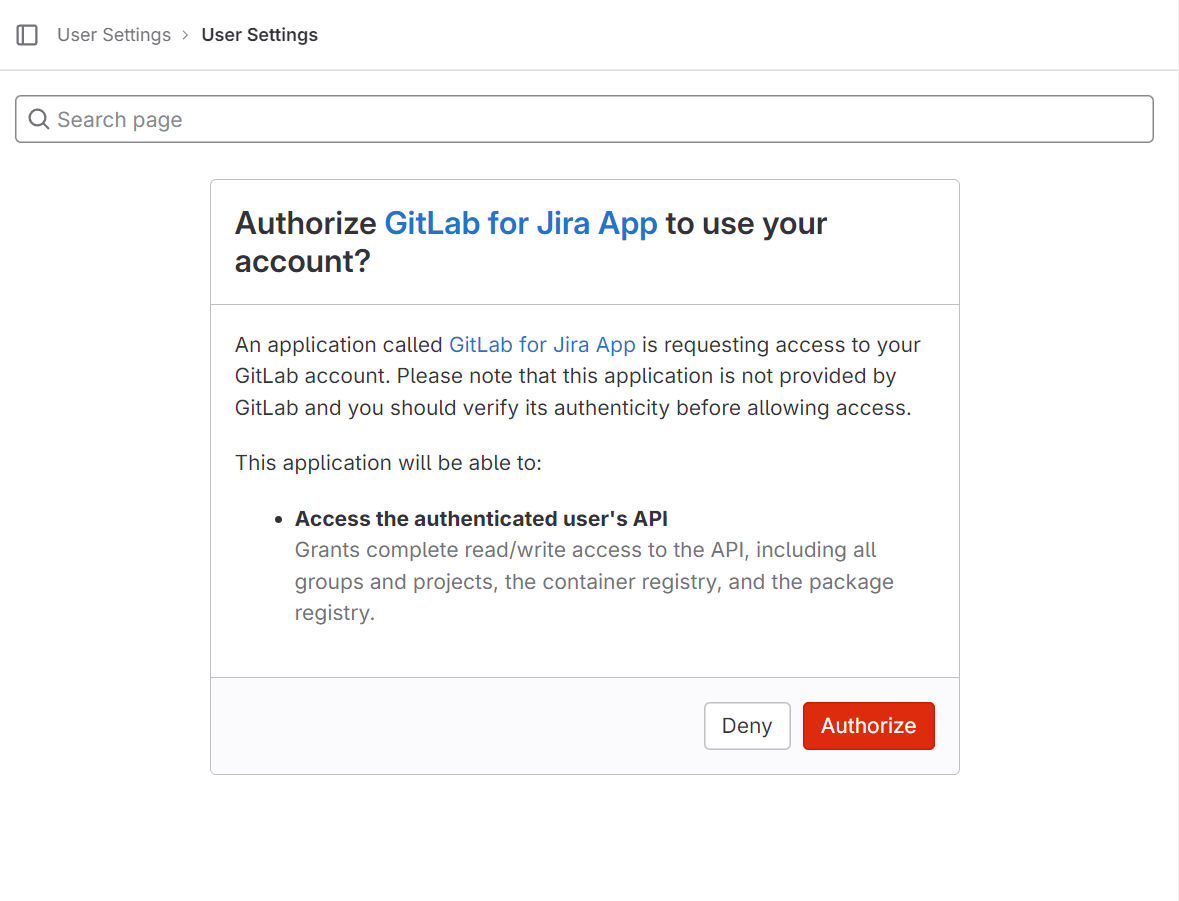 User Settings › User Settings
Search page
Authorize GitLab for Jira App to use your
account?
An application called GitLab for Jira App is requesting access to your
GitLab account. Please note that this application is not provided by
GitLab and you should verify its authenticity before allowing access.
This application will be able to:
• Access the authenticated user's API
Grants complete read/write access to the API, including all
groups and projects, the container registry, and the package
registry.
Deny Authorize